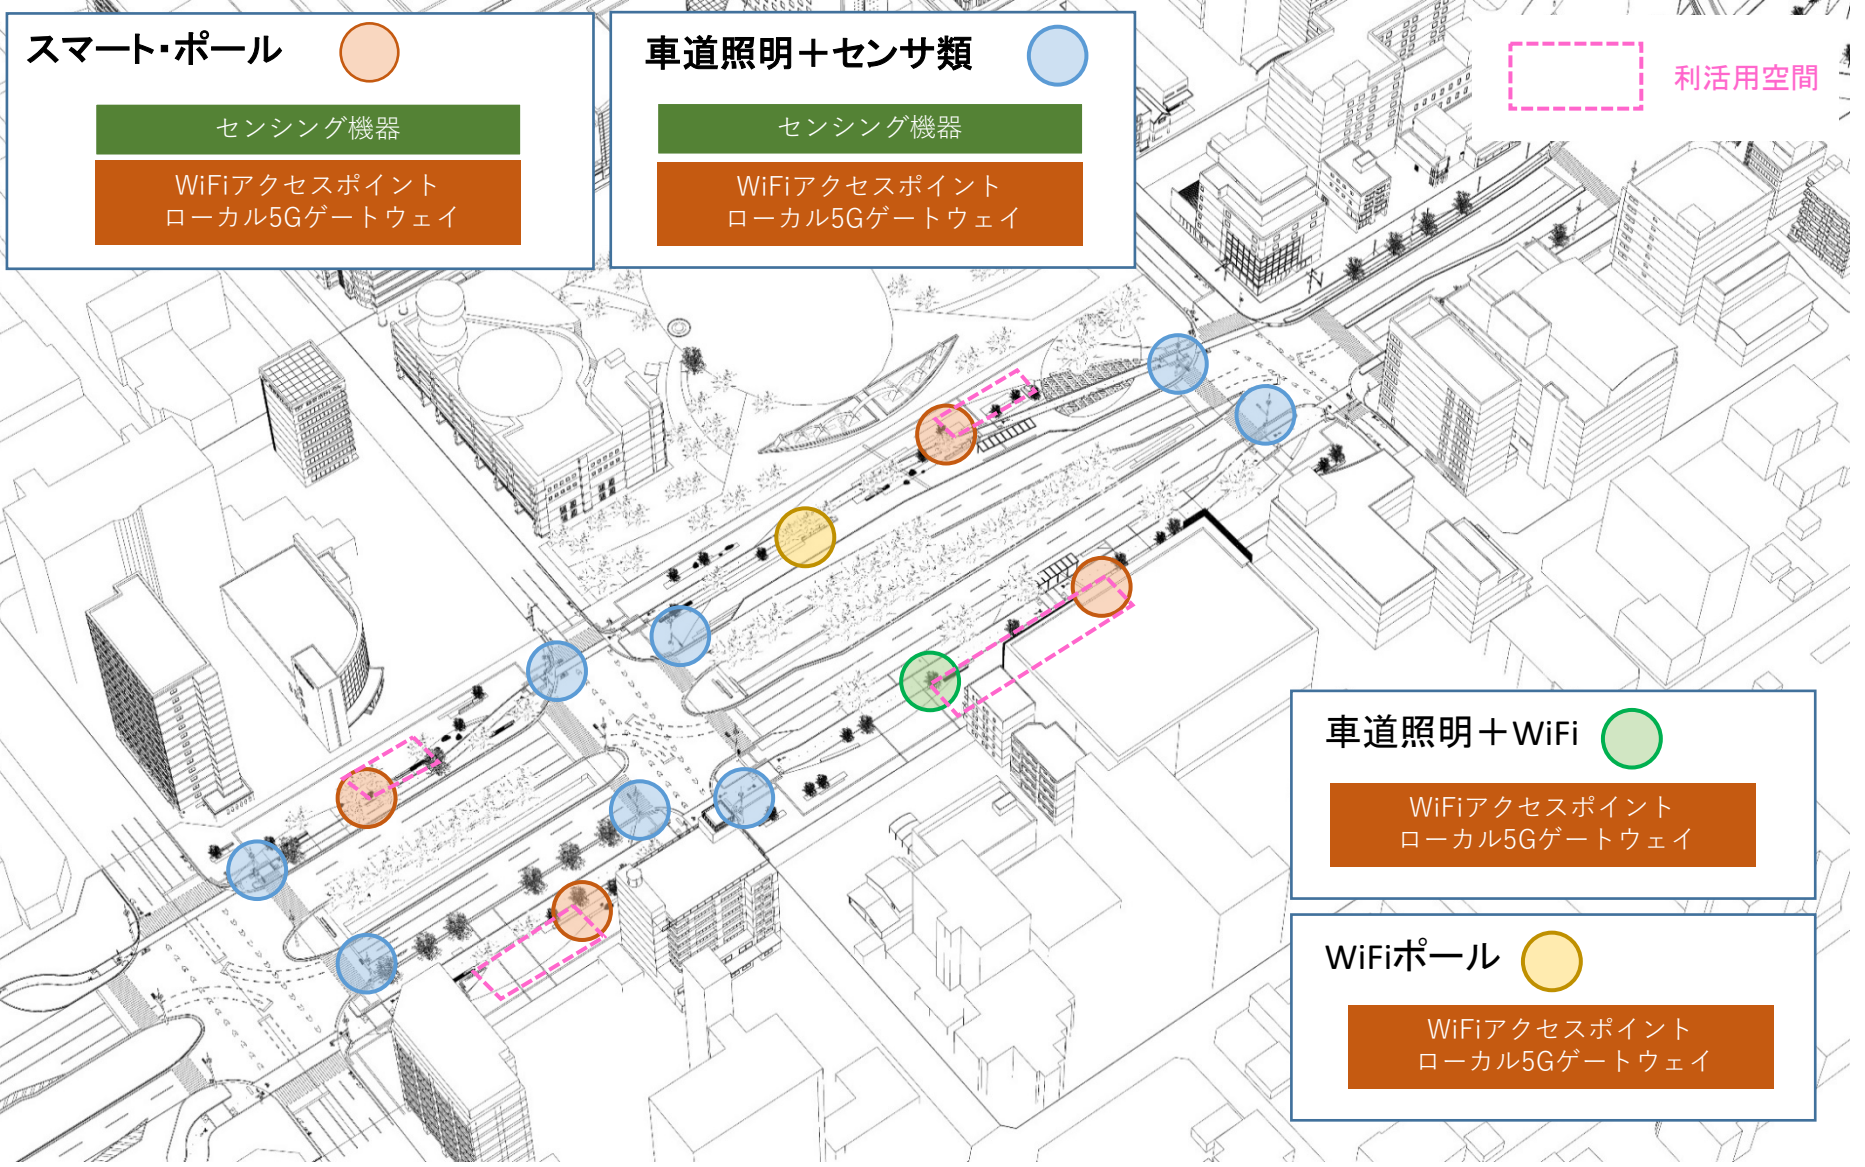 スマート・ポール
センシング機器
WiFiアクセスポイント
ローカル5Gゲートウェイ
車道照明＋センサ類
センシング機器
WiFiアクセスポイント
ローカル5Gゲートウェイ
利活用空間
車道照明＋WiFi
WiFiアクセスポイント
ローカル5Gゲートウェイ
WiFiポール
WiFiアクセスポイント
ローカル5Gゲートウェイ